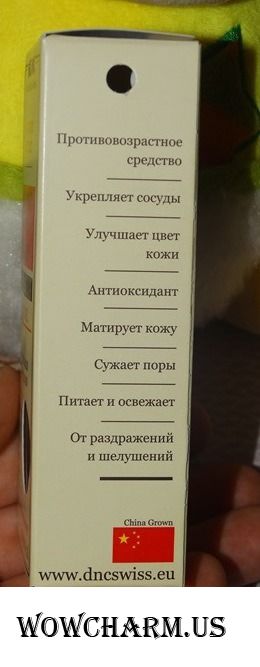 Противовозрастное
средство
Укрепляет сосуды
Улучшает цвет
кожи
Антиоксидант
Матирует кожу
Сужает поры
Питает и освежает
От раздражений
и шелушений
China Grown
www.dncswiss.eu
WOWCHARM.US